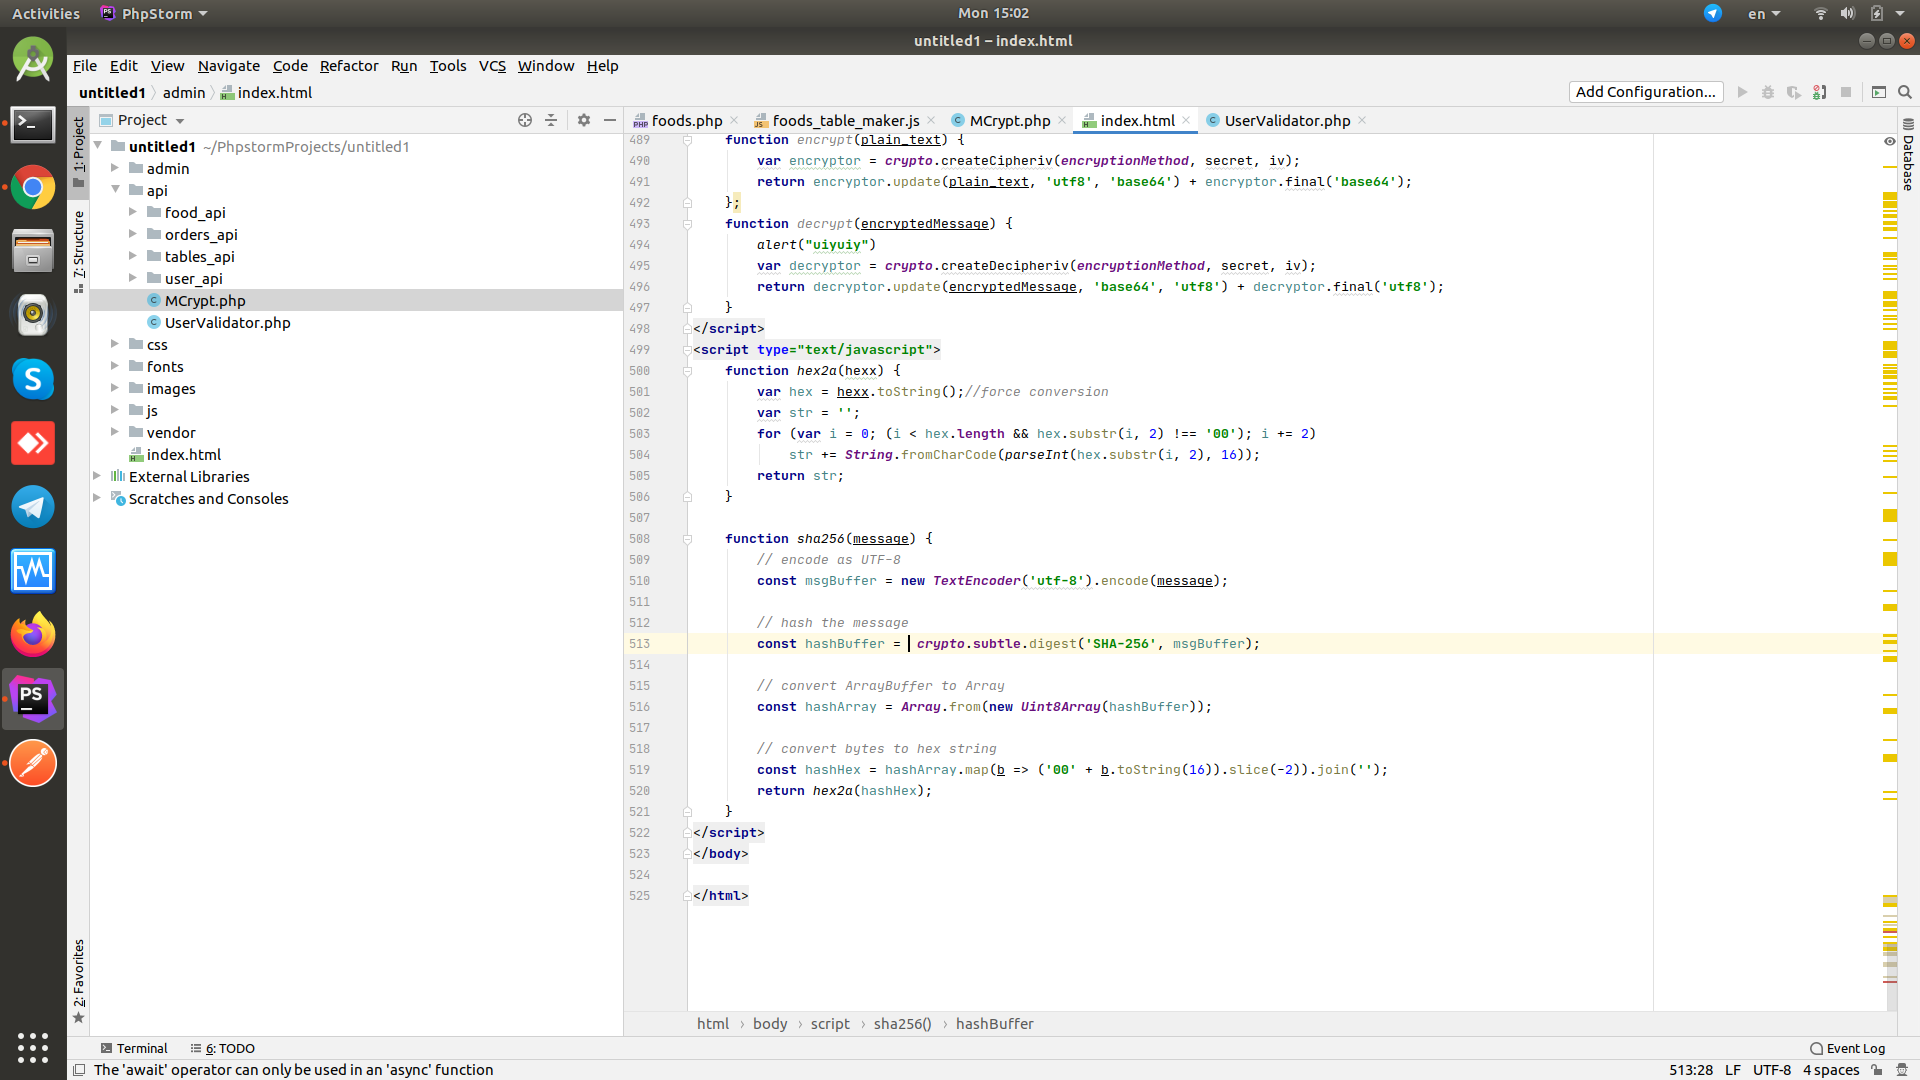 Activities PhpStorm Mon 15:02 en
untitled1 – index.html
File Edit View Navigate Code Refactor Run Tools VCS Window Help
untitled1 admin index.html Add Configuration...
Project
foods.php foods_table_maker.js MCrypt.php index.html UserValidator.php
1: Project
7: Structure
2: Favorites
Database
untitled1 ~/PhpstormProjects/untitled1
admin
api
food_api
orders_api
tables_api
user_api
MCrypt.php
UserValidator.php
css
fonts
images
js
vendor
index.html
External Libraries
Scratches and Consoles
489 function encrypt(plain_text) {
490 var encryptor = crypto.createCipheriv(encryptionMethod, secret, iv);
491 return encryptor.update(plain_text, 'utf8', 'base64') + encryptor.final('base64');
492 };
493 function decrypt(encryptedMessage) {
494 alert("uiyuiy")
495 var decryptor = crypto.createDecipheriv(encryptionMethod, secret, iv);
496 return decryptor.update(encryptedMessage, 'base64', 'utf8') + decryptor.final('utf8');
497 }
498 </script>
499 <script type="text/javascript">
500 function hex2a(hexx) {
501 var hex = hexx.toString();//force conversion
502 var str = '';
503 for (var i = 0; (i < hex.length && hex.substr(i, 2) !== '00'); i += 2)
504 str += String.fromCharCode(parseInt(hex.substr(i, 2), 16));
505 return str;
506 }
507
508 function sha256(message) {
509 // encode as UTF-8
510 const msgBuffer = new TextEncoder('utf-8').encode(message);
511
512 // hash the message
513 const hashBuffer = crypto.subtle.digest('SHA-256', msgBuffer);
514
515 // convert ArrayBuffer to Array
516 const hashArray = Array.from(new Uint8Array(hashBuffer));
517
518 // convert bytes to hex string
519 const hashHex = hashArray.map(b => ('00' + b.toString(16)).slice(-2)).join('');
520 return hex2a(hashHex);
521 }
522 </script>
523 </body>
524
525 </html>
html › body › script › sha256() › hashBuffer
Terminal 6: TODO Event Log
The 'await' operator can only be used in an 'async' function 513:28 LF UTF-8 4 spaces
PS
S